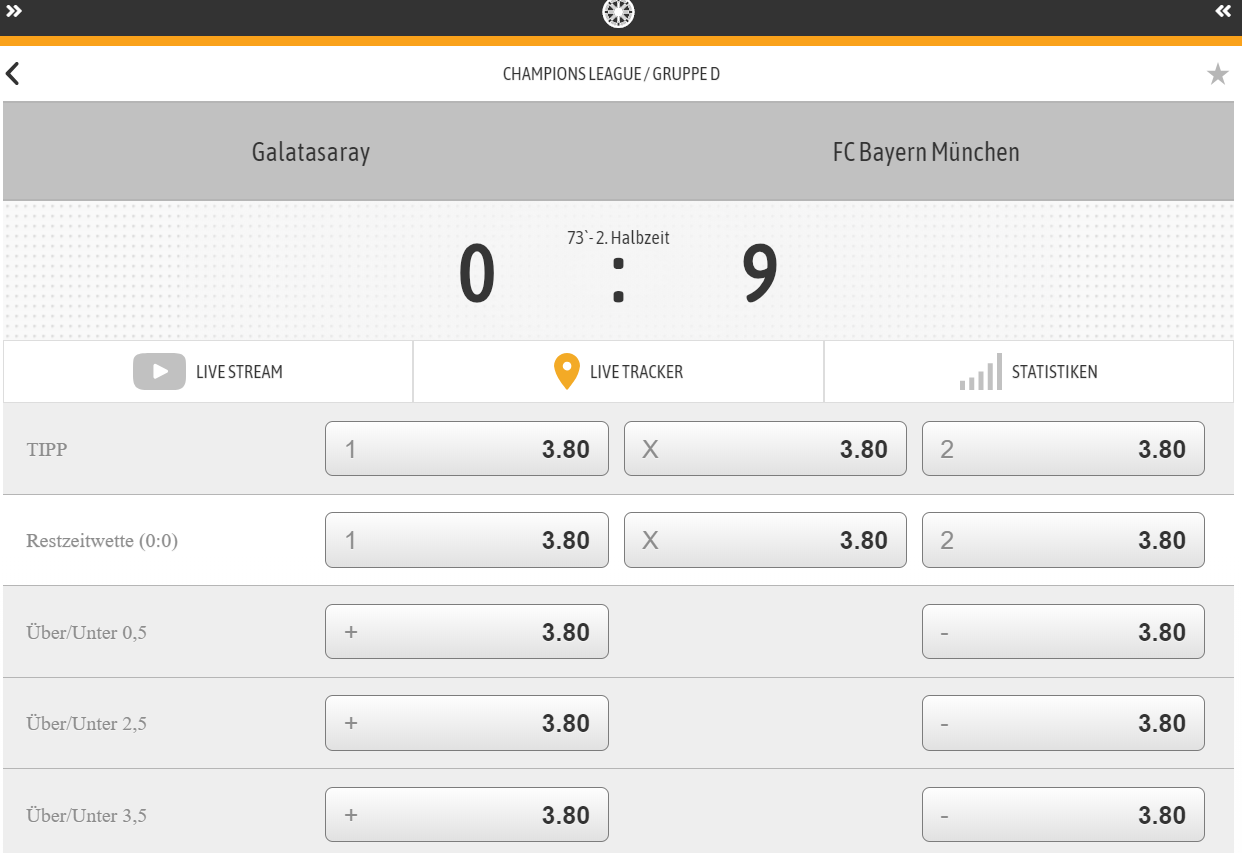 CHAMPIONS LEAGUE / GRUPPE D
Galatasaray FC Bayern München
73`- 2. Halbzeit
0 : 9
LIVE STREAM LIVE TRACKER STATISTIKEN
TIPP 1 3.80 X 3.80 2 3.80
Restzeitwette (0:0) 1 3.80 X 3.80 2 3.80
Über/Unter 0,5 + 3.80 - 3.80
Über/Unter 2,5 + 3.80 - 3.80
Über/Unter 3,5 + 3.80 - 3.80